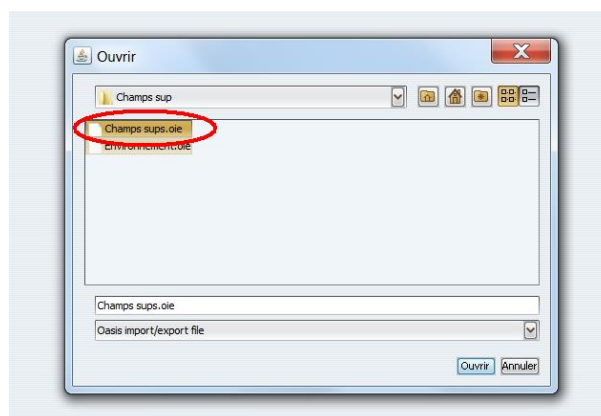 Ouvrir
Champs sup
Champs sups.oie
Environnement.oie
Champs sups.oie
Oasis import/export file
Ouvrir Annuler